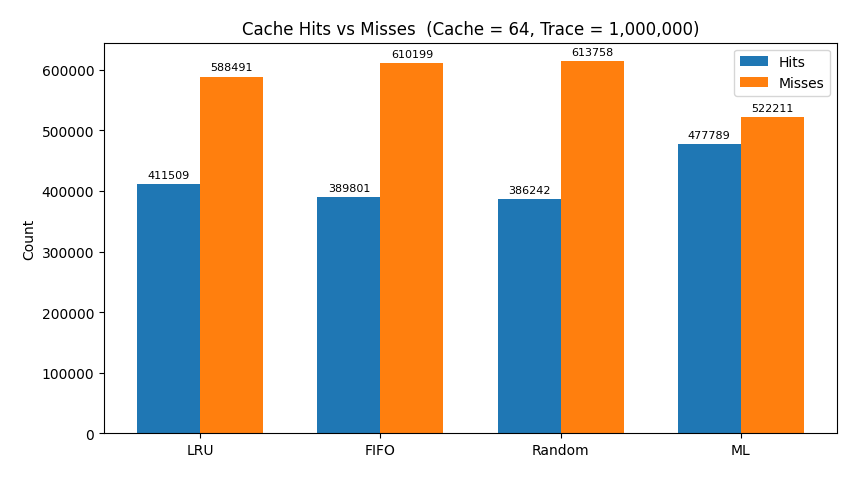 Cache Hits vs Misses  (Cache = 64, Trace = 1,000,000)
Hits
Misses
Count
600000
500000
400000
300000
200000
100000
0
411509
588491
389801
610199
386242
613758
477789
522211
LRU
FIFO
Random
ML